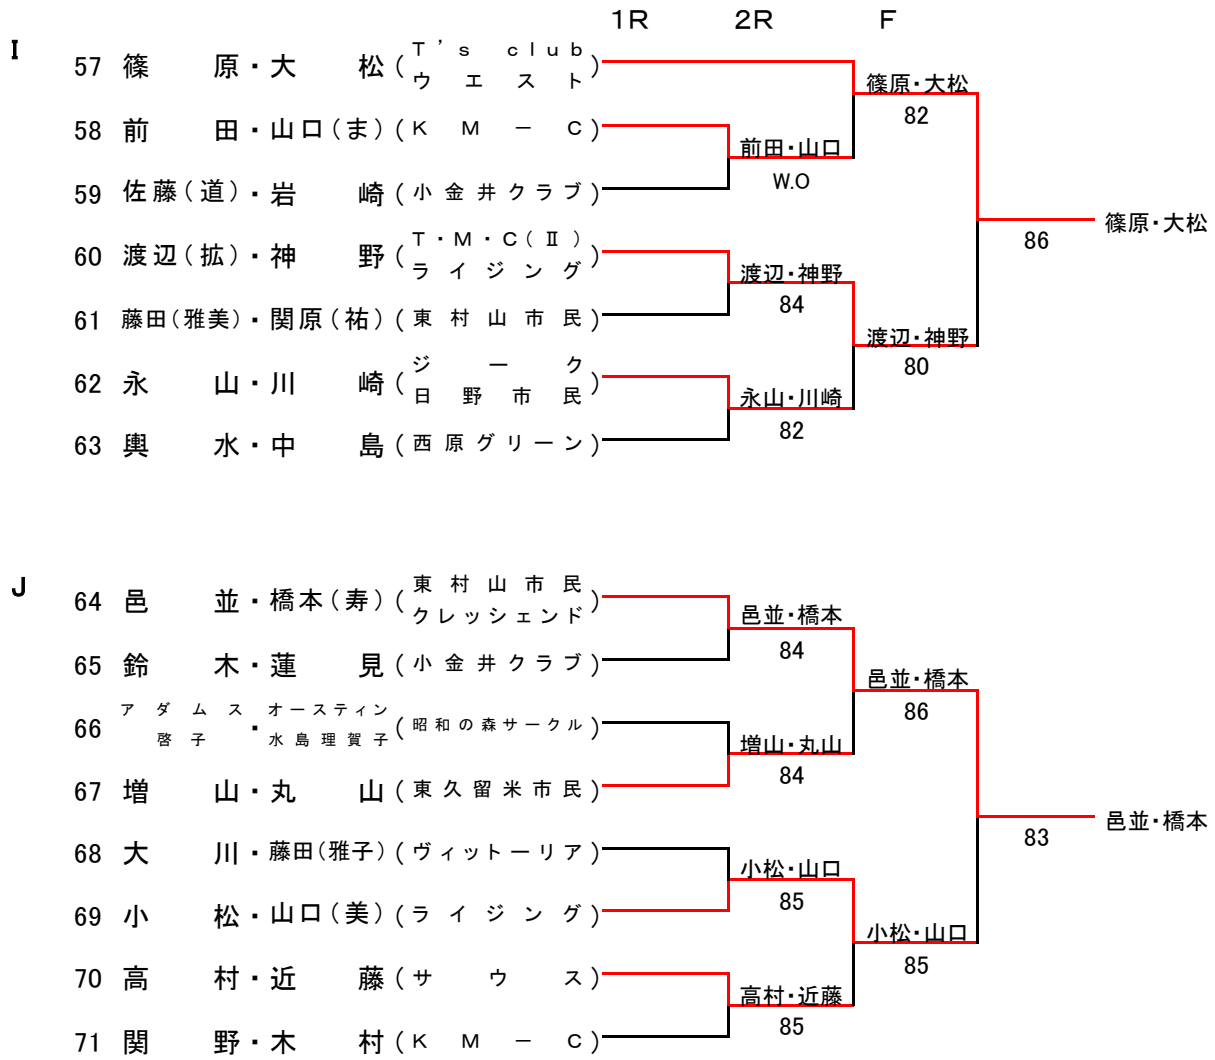 1R 2R F
I
57 篠 原・大 松 (T's club ウエスト)
58 前 田・山口(ま) (KM－C)
59 佐藤(道)・岩 崎 (小金井クラブ)
60 渡辺(拡)・神 野 (T・M・C(Ⅱ) ライジング)
61 藤田(雅美)・関原(祐) (東村山市民)
62 永 山・川 崎 (ジーク 日野市民)
63 輿 水・中 島 (西原グリーン)
篠原・大松
82
前田・山口
W.O
渡辺・神野
84
渡辺・神野
80
永山・川崎
82
86
篠原・大松
J
64 邑 並・橋本(寿) (東村山市民 クレッシェンド)
65 鈴 木・蓮 見 (小金井クラブ)
66 アダムス啓子・オースティン水島理賀子 (昭和の森サークル)
67 増 山・丸 山 (東久留米市民)
68 大 川・藤田(雅子) (ヴィットーリア)
69 小 松・山口(美) (ライジング)
70 高 村・近 藤 (サウス)
71 関 野・木 村 (KM－C)
邑並・橋本
84
邑並・橋本
86
増山・丸山
84
小松・山口
85
小松・山口
85
高村・近藤
85
83
邑並・橋本